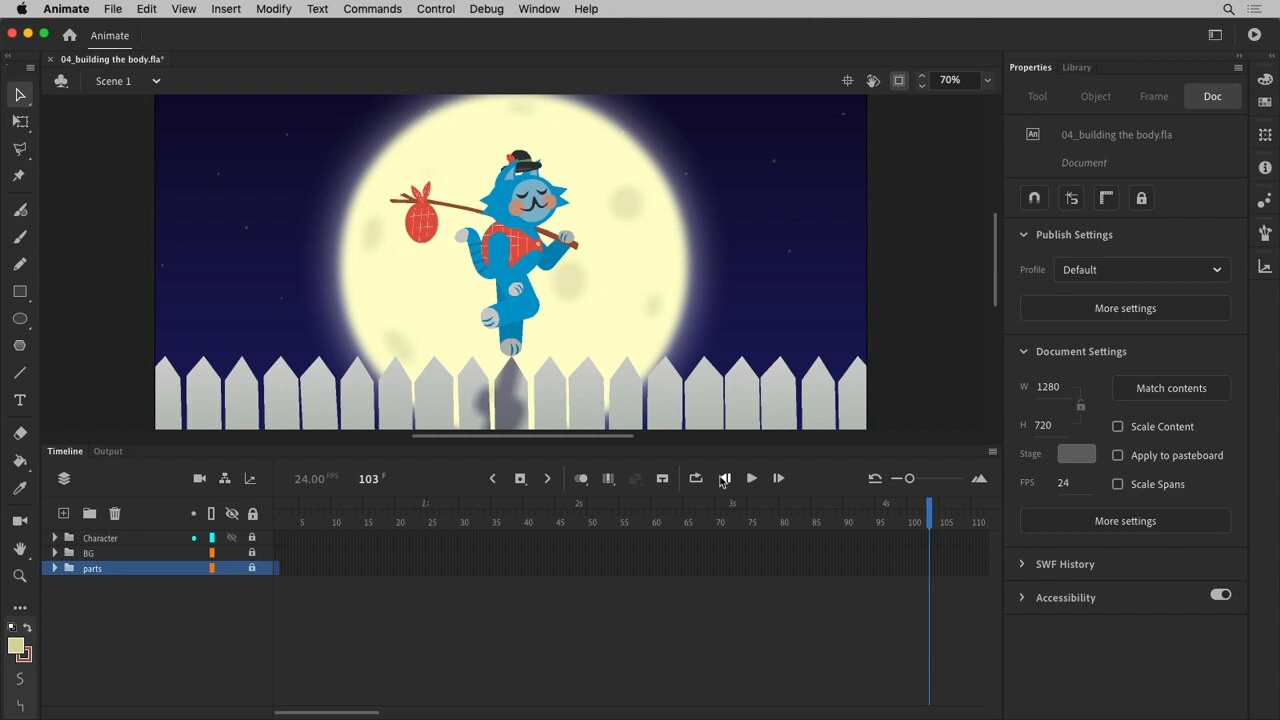 Animate File Edit View Insert Modify Text Commands Control Debug Window Help
Animate
04_building the body.fla*
Scene 1
70%
Properties Library
Tool Object Frame Doc
An 04_building the body.fla
Document
Publish Settings
Profile Default
More settings
Document Settings
W 1280 Match contents
H 720 Scale Content
Stage Apply to pasteboard
FPS 24 Scale Spans
More settings
SWF History
Accessibility
Timeline Output
24.00 FPS 103 F
1s 2s 3s 4s
5 10 15 20 25 30 35 40 45 50 55 60 65 70 75 80 85 90 95 100 105 110
Character
BG
parts